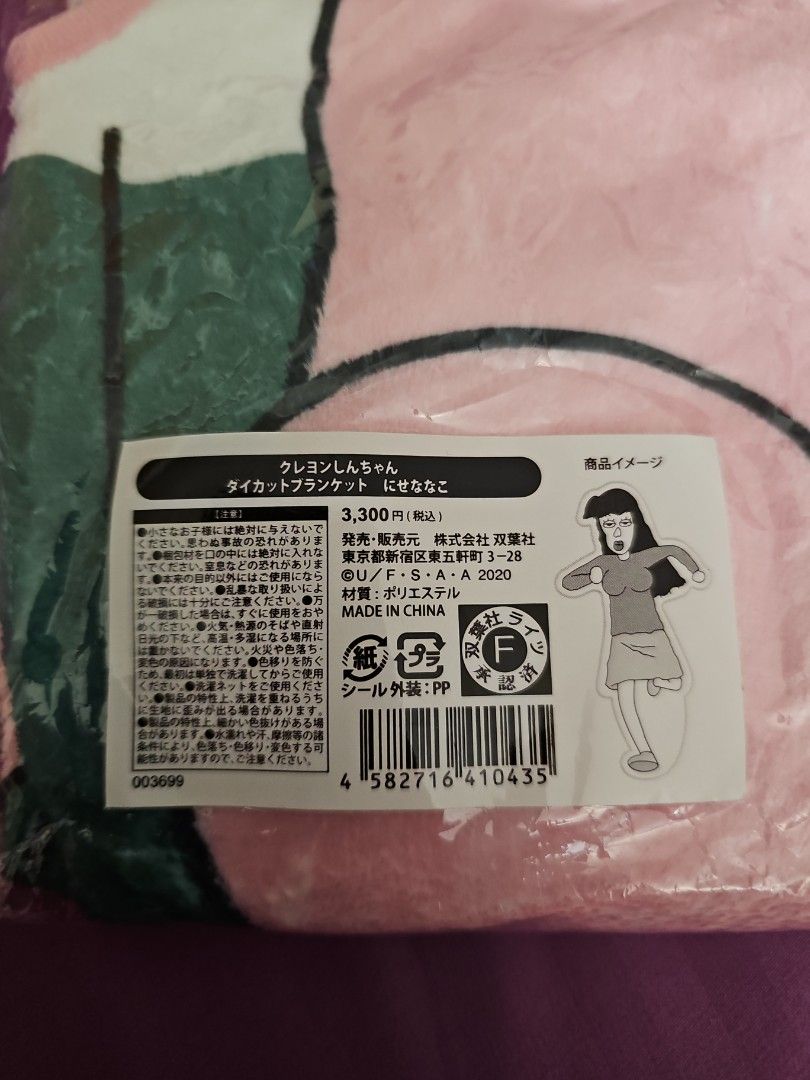 クレヨンしんちゃん
ダイカットブランケット にせななこ
商品イメージ
【注意】
●小さなお子様には絶対に与えないで
ください。思わぬ事故の恐れがありま
す。●梱包材を口の中には絶対に入れな
いでください。窒息などの恐れがありま
す。●本来の目的以外にはご使用になら
ないでください。●乱暴な取り扱いによ
る破損には十分にご注意ください。●万
が一破損した場合は、すぐに使用をおや
めください。●火気・熱源のそばや直射
日光の下など、高温・多湿になる場所に
は置かないでください。火災や色落ち・
変色の原因になります。●色移りを防ぐ
ため、最初は単独で洗濯してからご使用
ください。●洗濯ネットをご使用くださ
い。●製品の特性上、洗濯を重ねるうち
に生地に歪みが出る場合があります。
●製品の特性上、細かい色抜けがある場
合があります。●水濡れや汗、摩擦等の諸
条件により、色落ち・色移り・変色する可
能性がありますので、ご注意ください。
003699
3,300円(税込)
発売・販売元 株式会社 双葉社
東京都新宿区東五軒町3-28
©U/F・S・A・A 2020
材質:ポリエステル
MADE IN CHINA
紙 プラ
シール 外装:PP
双葉社ライツ
F
承認済
4 582716 410435